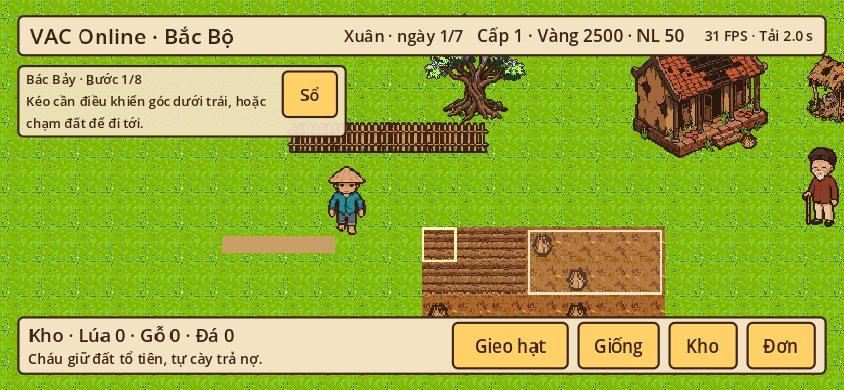 VAC Online · Bắc Bộ
Xuân · ngày 1/7 Cấp 1 · Vàng 2500 · NL 50 31 FPS · Tải 2.0 s
Bác Bảy · Bước 1/8
Kéo cần điều khiển góc dưới trái, hoặc
chạm đất để đi tới.
Sổ
Kho · Lúa 0 · Gỗ 0 · Đá 0
Cháu giữ đất tổ tiên, tự cày trả nợ.
Gieo hạt
Giống
Kho
Đơn